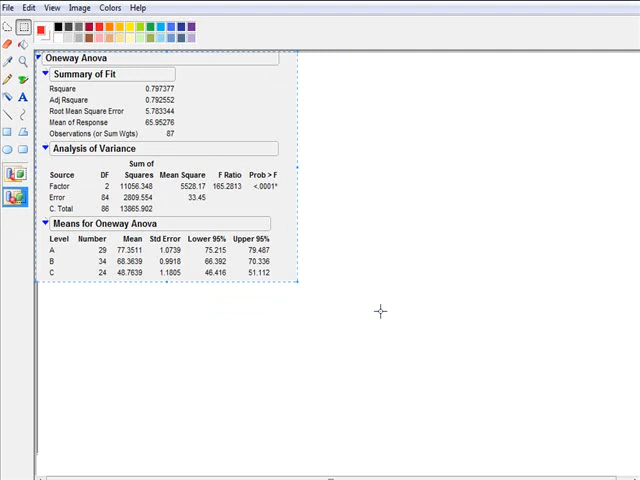 File Edit View Image Colors Help
Oneway Anova
Summary of Fit
Rsquare 0.797377
Adj Rsquare 0.792552
Root Mean Square Error 5.783344
Mean of Response 65.95276
Observations (or Sum Wgts) 87
Analysis of Variance
Sum of
Source DF Squares Mean Square F Ratio Prob > F
Factor 2 11056.348 5528.17 165.2813 <.0001*
Error 84 2809.554 33.45
C. Total 86 13865.902
Means for Oneway Anova
Level Number Mean Std Error Lower 95% Upper 95%
A 29 77.3511 1.0739 75.215 79.487
B 34 68.3639 0.9918 66.392 70.336
C 24 48.7639 1.1805 46.416 51.112